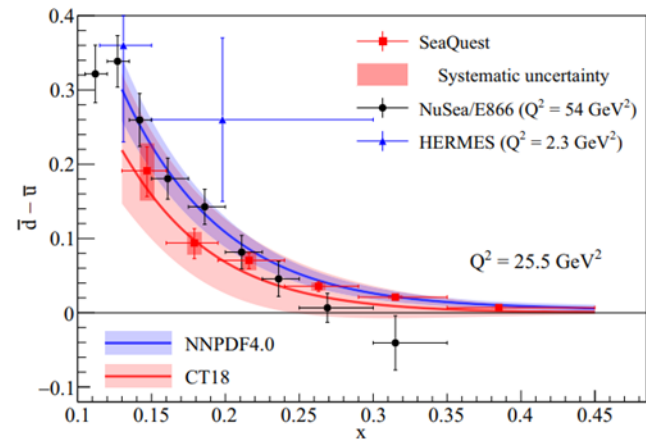 SeaQuest
Systematic uncertainty
NuSea/E866 (Q² = 54 GeV²)
HERMES (Q² = 2.3 GeV²)
Q² = 25.5 GeV²
NNPDF4.0
CT18
d̅ − u̅
0.4
0.3
0.2
0.1
0
−0.1
0.1 0.15 0.2 0.25 0.3 0.35 0.4 0.45
x